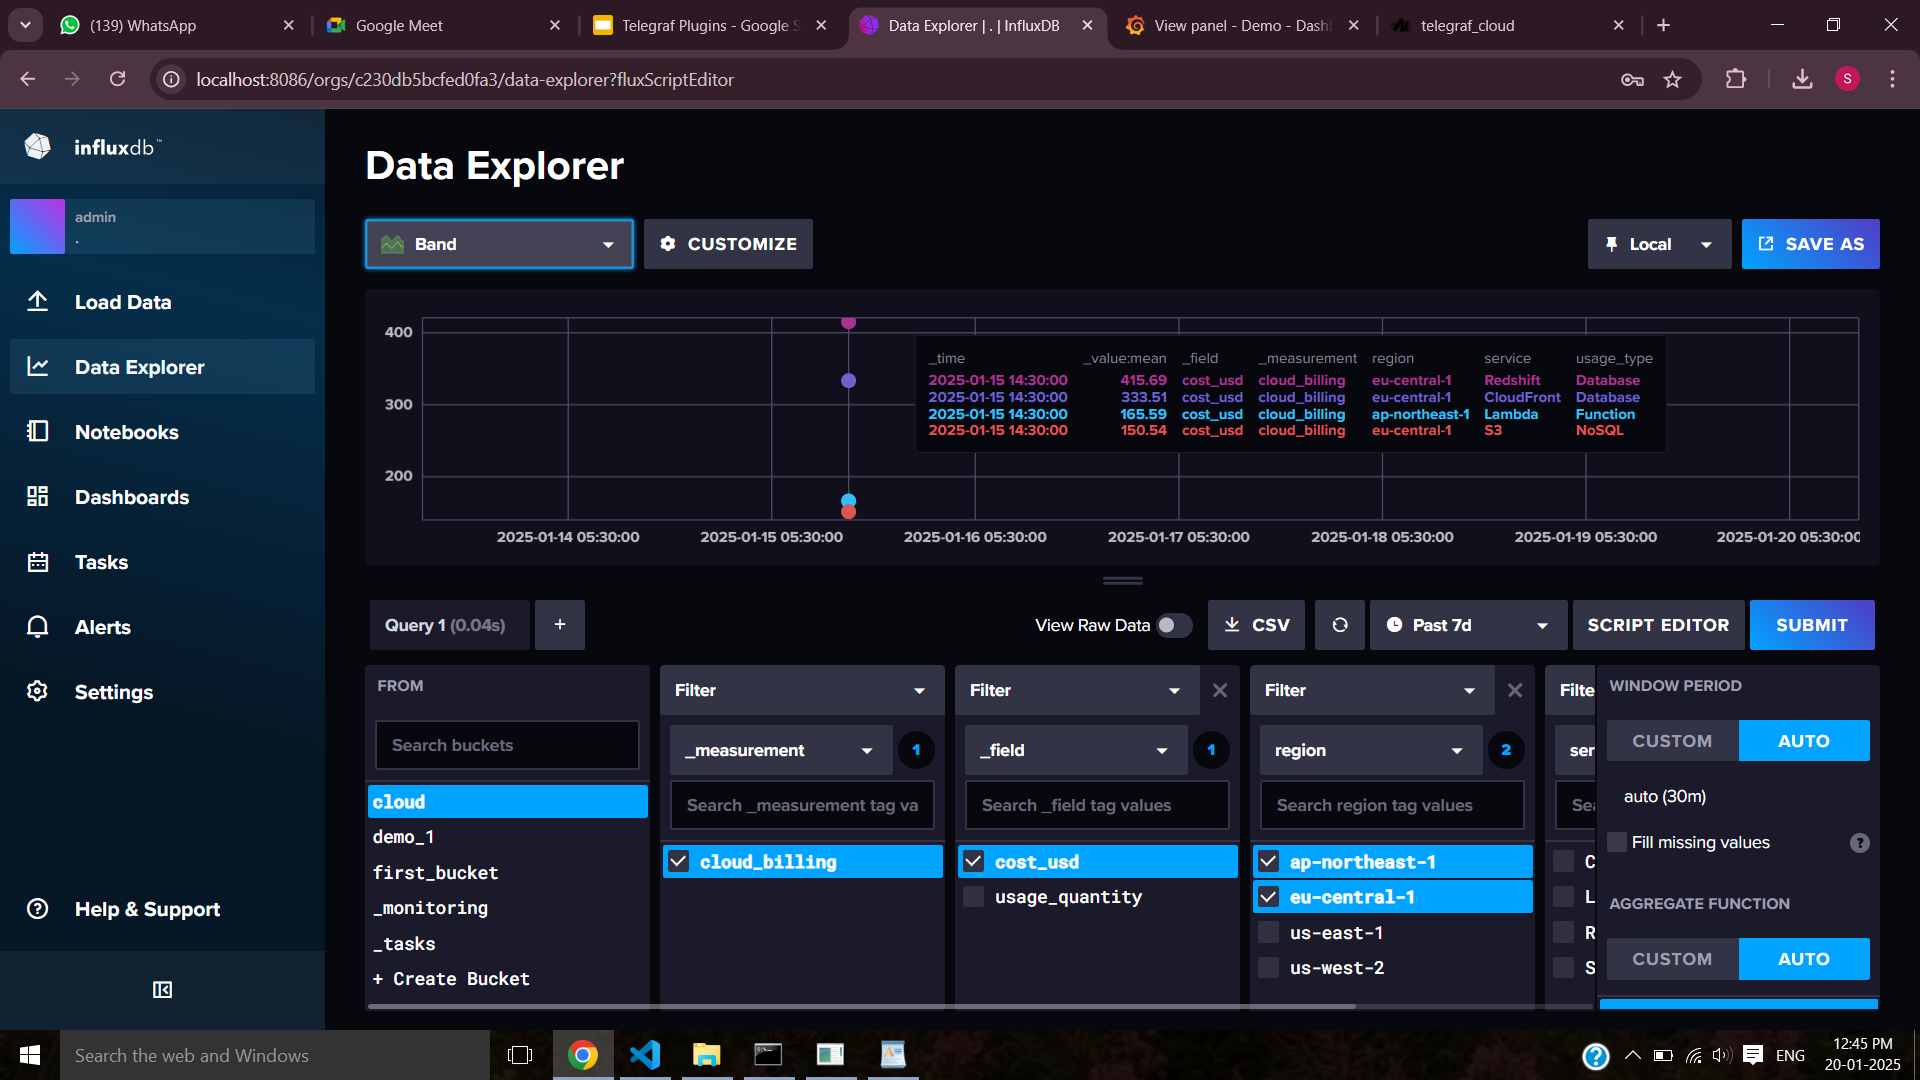 (139) WhatsApp
Google Meet
Telegraf Plugins - Google S
Data Explorer | . | InfluxDB
View panel - Demo - Dash
telegraf_cloud
localhost:8086/orgs/c230db5bcfed0fa3/data-explorer?fluxScriptEditor
S
influxdb™
admin
.
Load Data
Data Explorer
Notebooks
Dashboards
Tasks
Alerts
Settings
Help & Support
Data Explorer
Band
CUSTOMIZE
Local
SAVE AS
400
300
200
_time _value:mean _field _measurement region service usage_type
2025-01-15 14:30:00 415.69 cost_usd cloud_billing eu-central-1 Redshift Database
2025-01-15 14:30:00 333.51 cost_usd cloud_billing eu-central-1 CloudFront Database
2025-01-15 14:30:00 165.59 cost_usd cloud_billing ap-northeast-1 Lambda Function
2025-01-15 14:30:00 150.54 cost_usd cloud_billing eu-central-1 S3 NoSQL
2025-01-14 05:30:00 2025-01-15 05:30:00 2025-01-16 05:30:00 2025-01-17 05:30:00 2025-01-18 05:30:00 2025-01-19 05:30:00 2025-01-20 05:30:00
Query 1 (0.04s)
+
View Raw Data
CSV
Past 7d
SCRIPT EDITOR
SUBMIT
FROM
Search buckets
cloud
demo_1
first_bucket
_monitoring
_tasks
+ Create Bucket
Filter
_measurement 1
Search _measurement tag va
cloud_billing
Filter
_field 1
Search _field tag values
cost_usd
usage_quantity
Filter
region 2
Search region tag values
ap-northeast-1
eu-central-1
us-east-1
us-west-2
Filte
ser
Sea
C
L
R
S
WINDOW PERIOD
CUSTOM AUTO
auto (30m)
Fill missing values ?
AGGREGATE FUNCTION
CUSTOM AUTO
Search the web and Windows
ENG
12:45 PM
20-01-2025